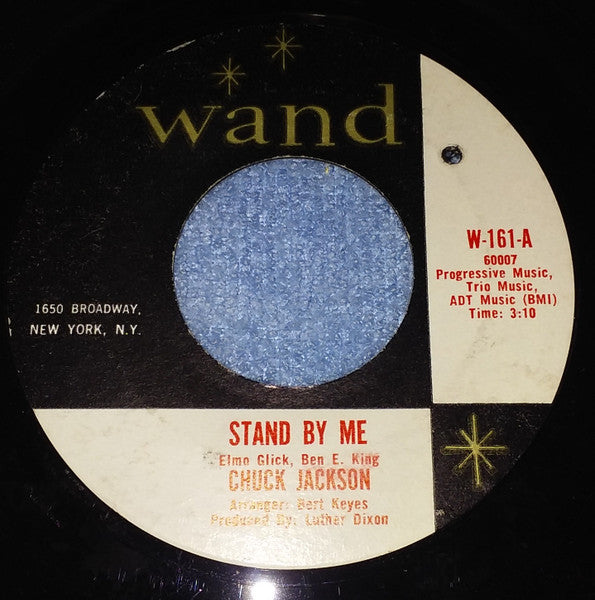 wand
W-161-A
60007
Progressive Music,
Trio Music,
ADT Music (BMI)
Time: 3:10
1650 BROADWAY,
NEW YORK, N.Y.
STAND BY ME
Elmo Glick, Ben E. King
CHUCK JACKSON
Arranger: Bert Keyes
Produced By: Luther Dixon